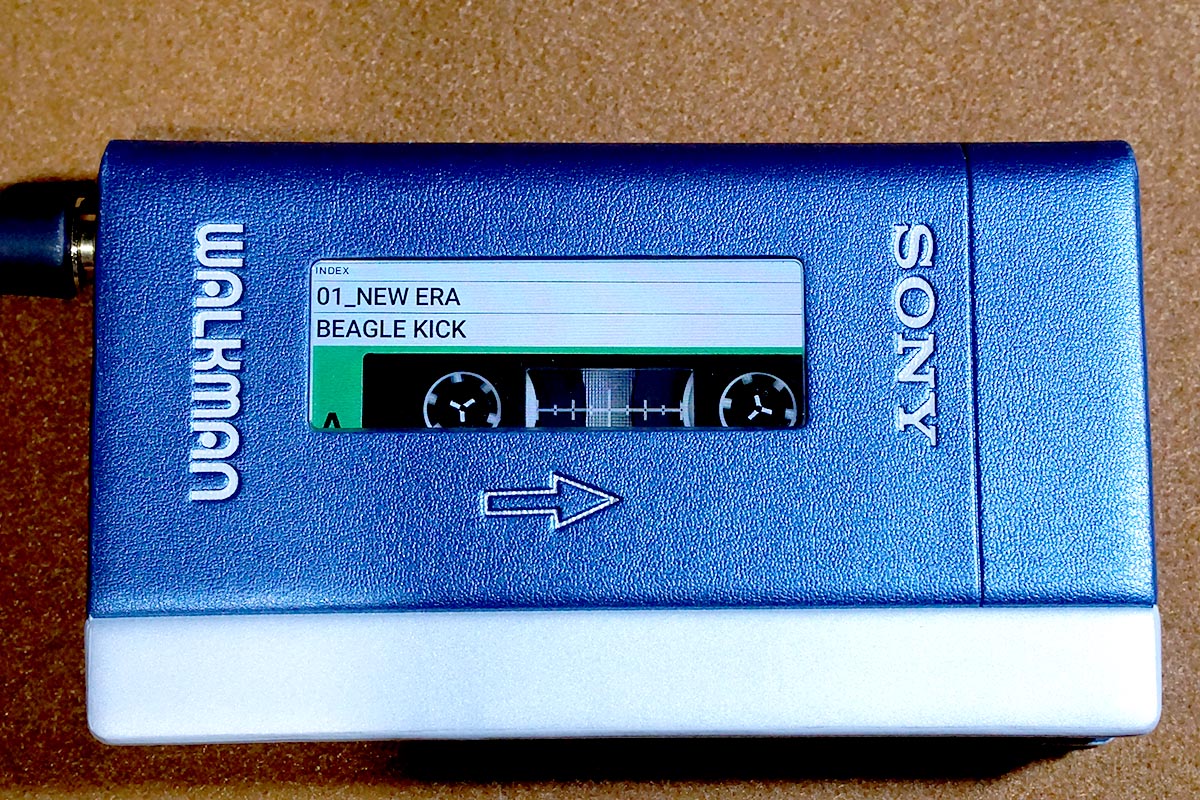 WALKMAN
INDEX
01_NEW ERA
BEAGLE KICK
A
SONY